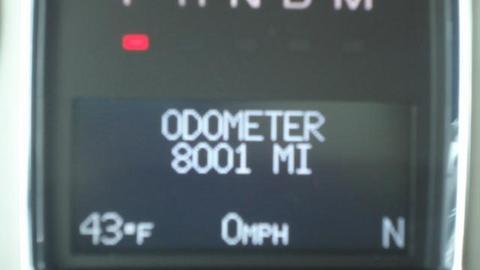 P R N D M
ODOMETER
8001 MI
43°F 0MPH N